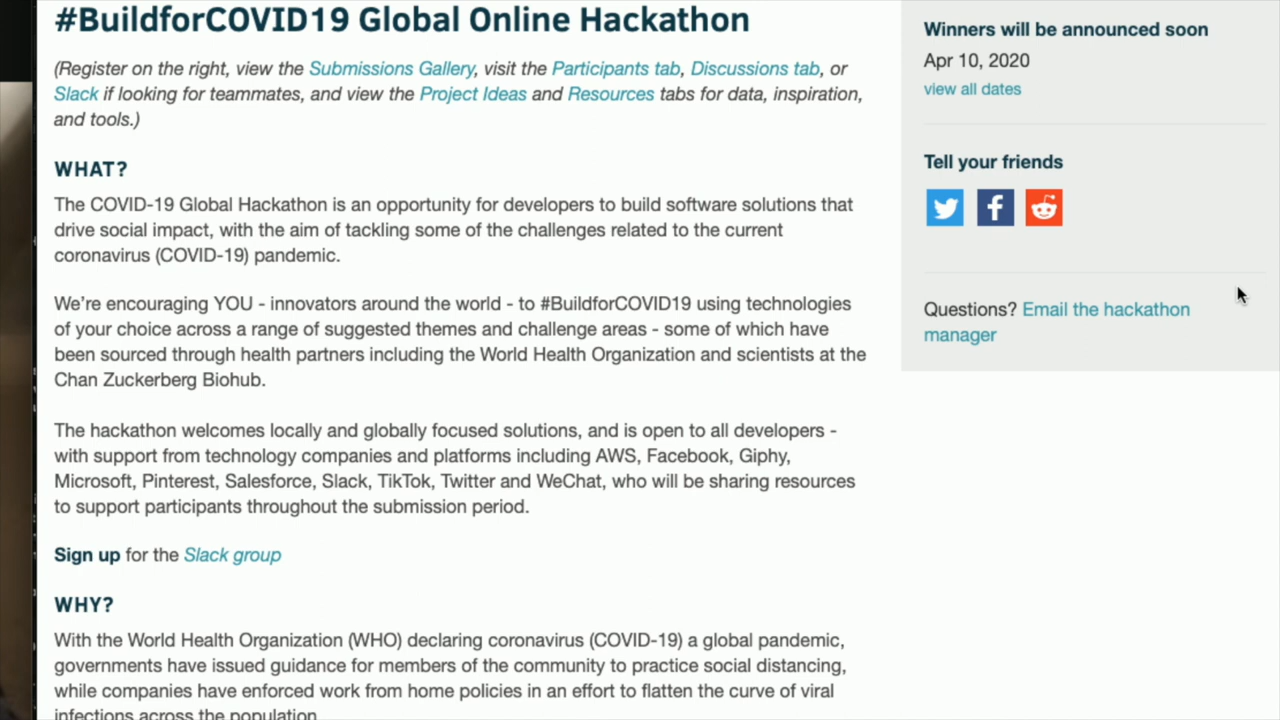 #BuildforCOVID19 Global Online Hackathon
(Register on the right, view the Submissions Gallery, visit the Participants tab, Discussions tab, or
Slack if looking for teammates, and view the Project Ideas and Resources tabs for data, inspiration,
and tools.)
WHAT?
The COVID-19 Global Hackathon is an opportunity for developers to build software solutions that
drive social impact, with the aim of tackling some of the challenges related to the current
coronavirus (COVID-19) pandemic.
We’re encouraging YOU - innovators around the world - to #BuildforCOVID19 using technologies
of your choice across a range of suggested themes and challenge areas - some of which have
been sourced through health partners including the World Health Organization and scientists at the
Chan Zuckerberg Biohub.
The hackathon welcomes locally and globally focused solutions, and is open to all developers -
with support from technology companies and platforms including AWS, Facebook, Giphy,
Microsoft, Pinterest, Salesforce, Slack, TikTok, Twitter and WeChat, who will be sharing resources
to support participants throughout the submission period.
Sign up for the Slack group
WHY?
With the World Health Organization (WHO) declaring coronavirus (COVID-19) a global pandemic,
governments have issued guidance for members of the community to practice social distancing,
while companies have enforced work from home policies in an effort to flatten the curve of viral
infections across the population.
Winners will be announced soon
Apr 10, 2020
view all dates
Tell your friends
Questions? Email the hackathon
manager